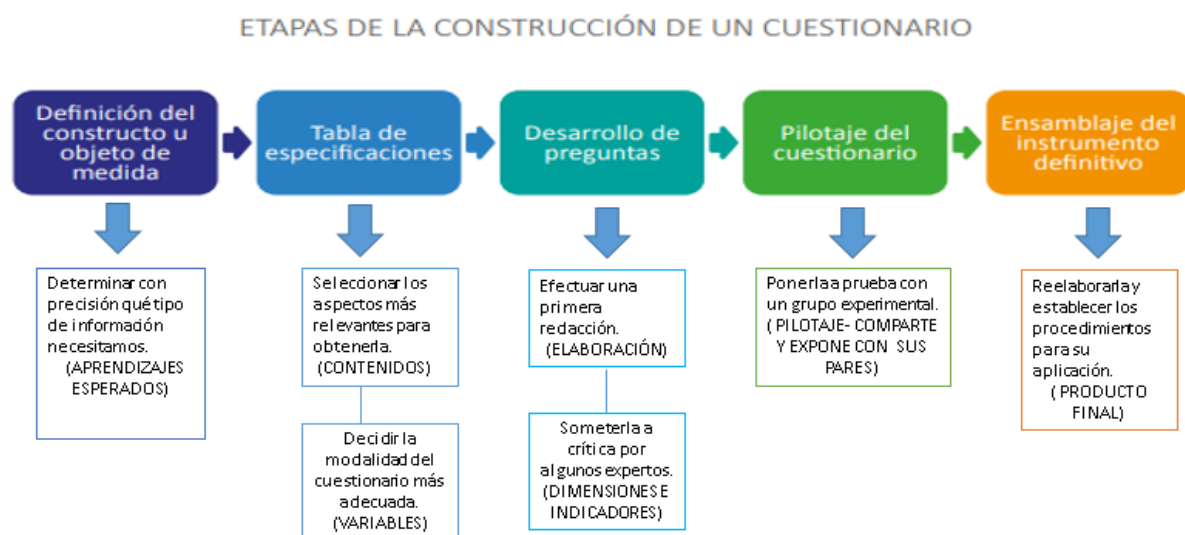 ETAPAS DE LA CONSTRUCCIÓN DE UN CUESTIONARIO
Definición del
constructo u
objeto de
medida
Tabla de
especificaciones
Desarrollo de
preguntas
Pilotaje del
cuestionario
Ensamblaje del
instrumento
definitivo
Determinar con
precisión qué tipo
de información
necesitamos.
(APRENDIZAJES
ESPERADOS)
Seleccionar los
aspectos más
relevantes para
obtenerla.
(CONTENIDOS)
Decidir la
modalidad del
cuestionario más
adecuada.
(VARIABLES)
Efectuar una
primera
redacción.
(ELABORACIÓN)
Someterla a
crítica por
algunos expertos.
(DIMENSIONES E
INDICADORES)
Ponerla a prueba con
un grupo experimental.
( PILOTAJE- COMPARTE
Y EXPONE CON SUS
PARES)
Reelaborarla y
establecer los
procedimientos
para su
aplicación.
( PRODUCTO
FINAL)